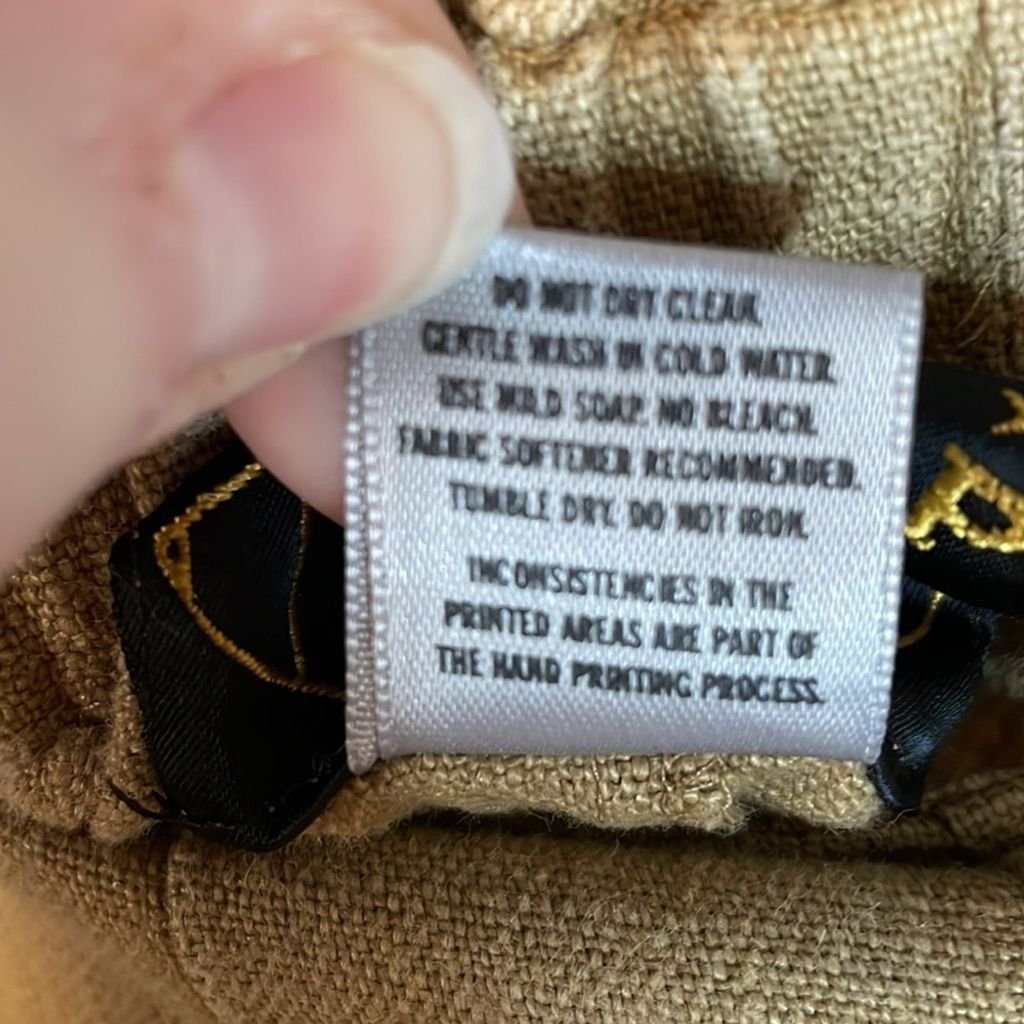 DO NOT DRY CLEAN.
GENTLE WASH IN COLD WATER.
USE MILD SOAP. NO BLEACH.
FABRIC SOFTENER RECOMMENDED.
TUMBLE DRY. DO NOT IRON.
INCONSISTENCIES IN THE
PRINTED AREAS ARE PART OF
THE HAND PRINTING PROCESS.